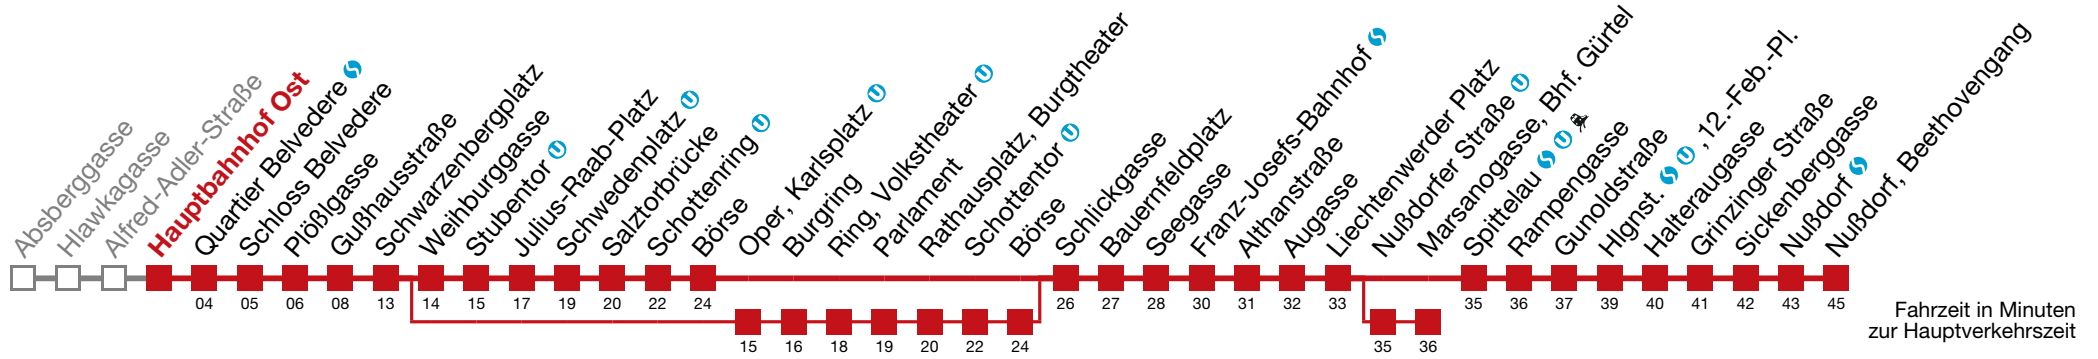 Absberggasse
Hlawkagasse
Alfred-Adler-Straße
Hauptbahnhof Ost
Quartier Belvedere
Schloss Belvedere
Plößlgasse
Gußhausstraße
Schwarzenbergplatz
Weihburggasse
Stubentor U
Julius-Raab-Platz
Schwedenplatz U
Salztorbrücke
Schottenring U
Börse
Oper, Karlsplatz U
Burgring
Ring, Volkstheater U
Parlament
Rathausplatz, Burgtheater
Schottentor U
Börse
Schlickgasse
Bauernfeldplatz
Seegasse
Franz-Josefs-Bahnhof
Althanstraße
Augasse
Liechtenwerder Platz
Nußdorfer Straße U
Marsanogasse, Bhf. Gürtel
Spittelau U
Rampengasse
Gunoldstraße
Hlgnst. U , 12.-Feb.-Pl.
Halteraugasse
Grinzinger Straße
Sickenberggasse
Nußdorf
Nußdorf, Beethovengang
04 05 06 08 13 14 15 17 19 20 22 24 26 27 28 30 31 32 33 35 36 37 39 40 41 42 43 45
15 16 18 19 20 22 24 35 36
Fahrzeit in Minuten
zur Hauptverkehrszeit